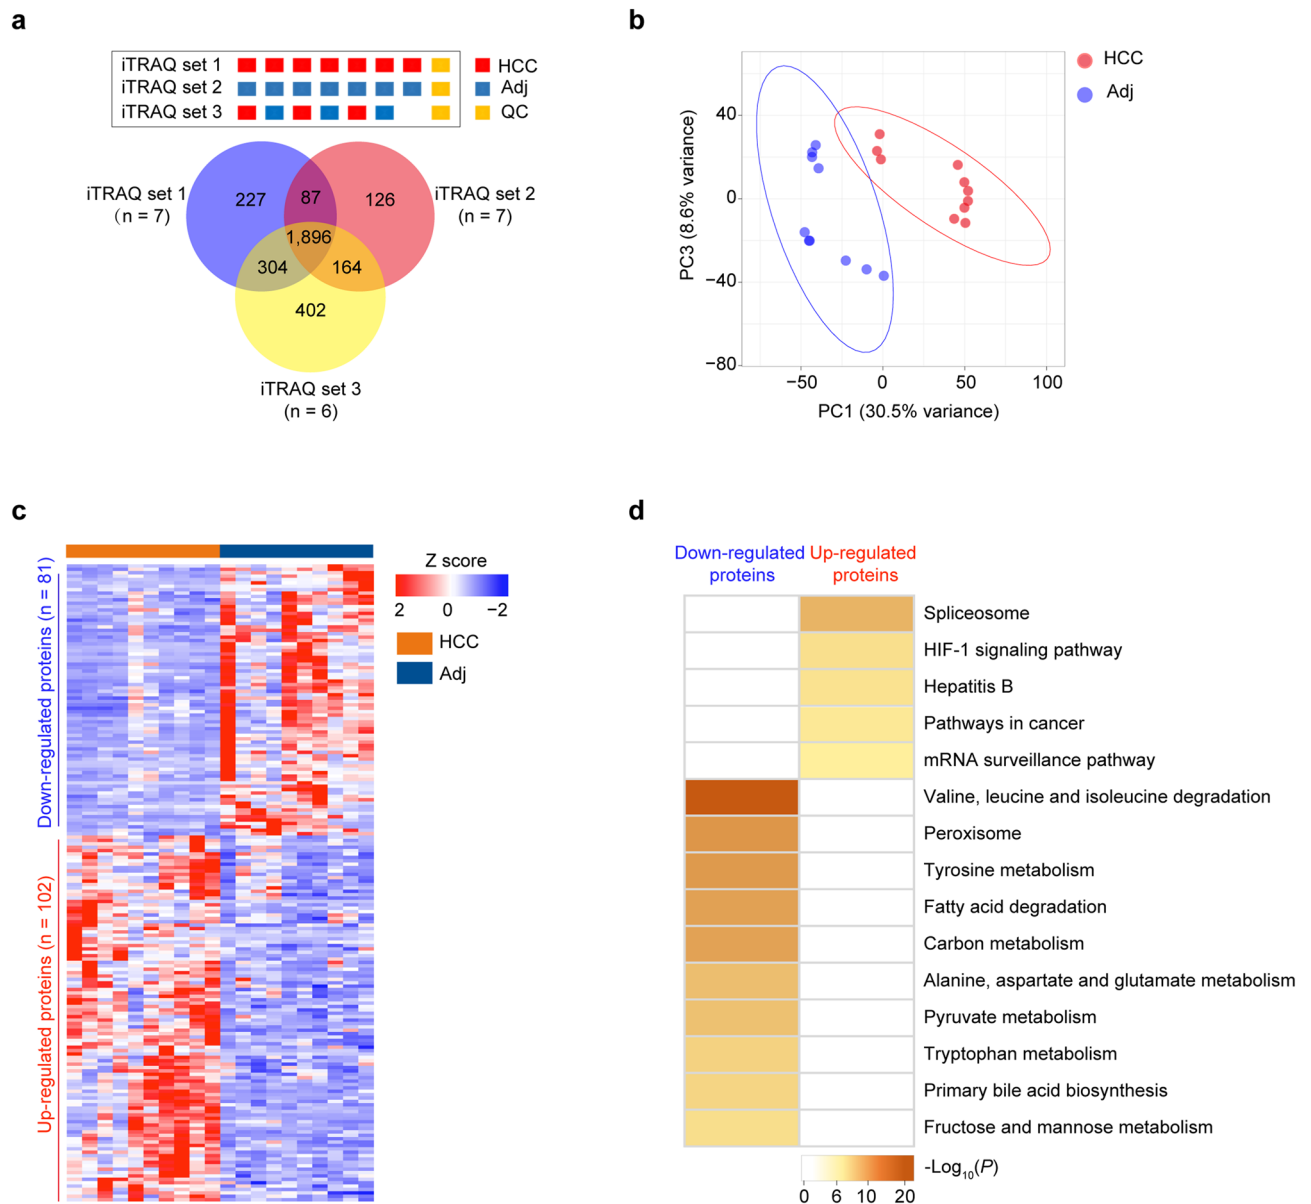 a
iTRAQ set 1
HCC
iTRAQ set 2
Adj
iTRAQ set 3
QC
iTRAQ set 1
(n = 7)
227
87
126
iTRAQ set 2
(n = 7)
1,896
304
164
402
iTRAQ set 3
(n = 6)
b
HCC
Adj
PC3 (8.6% variance)
40
0
−40
−80
−50
0
50
100
PC1 (30.5% variance)
c
Down-regulated proteins (n = 81)
Up-regulated proteins (n = 102)
Z score
2
0
−2
HCC
Adj
d
Down-regulated
proteins
Up-regulated
proteins
Spliceosome
HIF-1 signaling pathway
Hepatitis B
Pathways in cancer
mRNA surveillance pathway
Valine, leucine and isoleucine degradation
Peroxisome
Tyrosine metabolism
Fatty acid degradation
Carbon metabolism
Alanine, aspartate and glutamate metabolism
Pyruvate metabolism
Tryptophan metabolism
Primary bile acid biosynthesis
Fructose and mannose metabolism
-Log10(P)
0
6
10
20